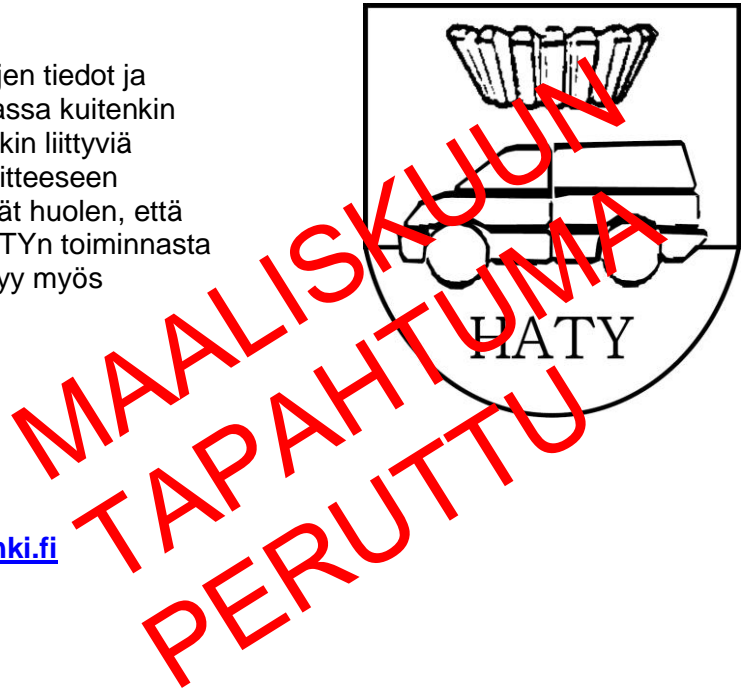 jen tiedot ja
assa kuitenkin
kin liittyviä
itteeseen
ät huolen, että
TYn toiminnasta
yy myös
HATY
MAALISKUUN
TAPAHTUMA
PERUTTU
nki.fi